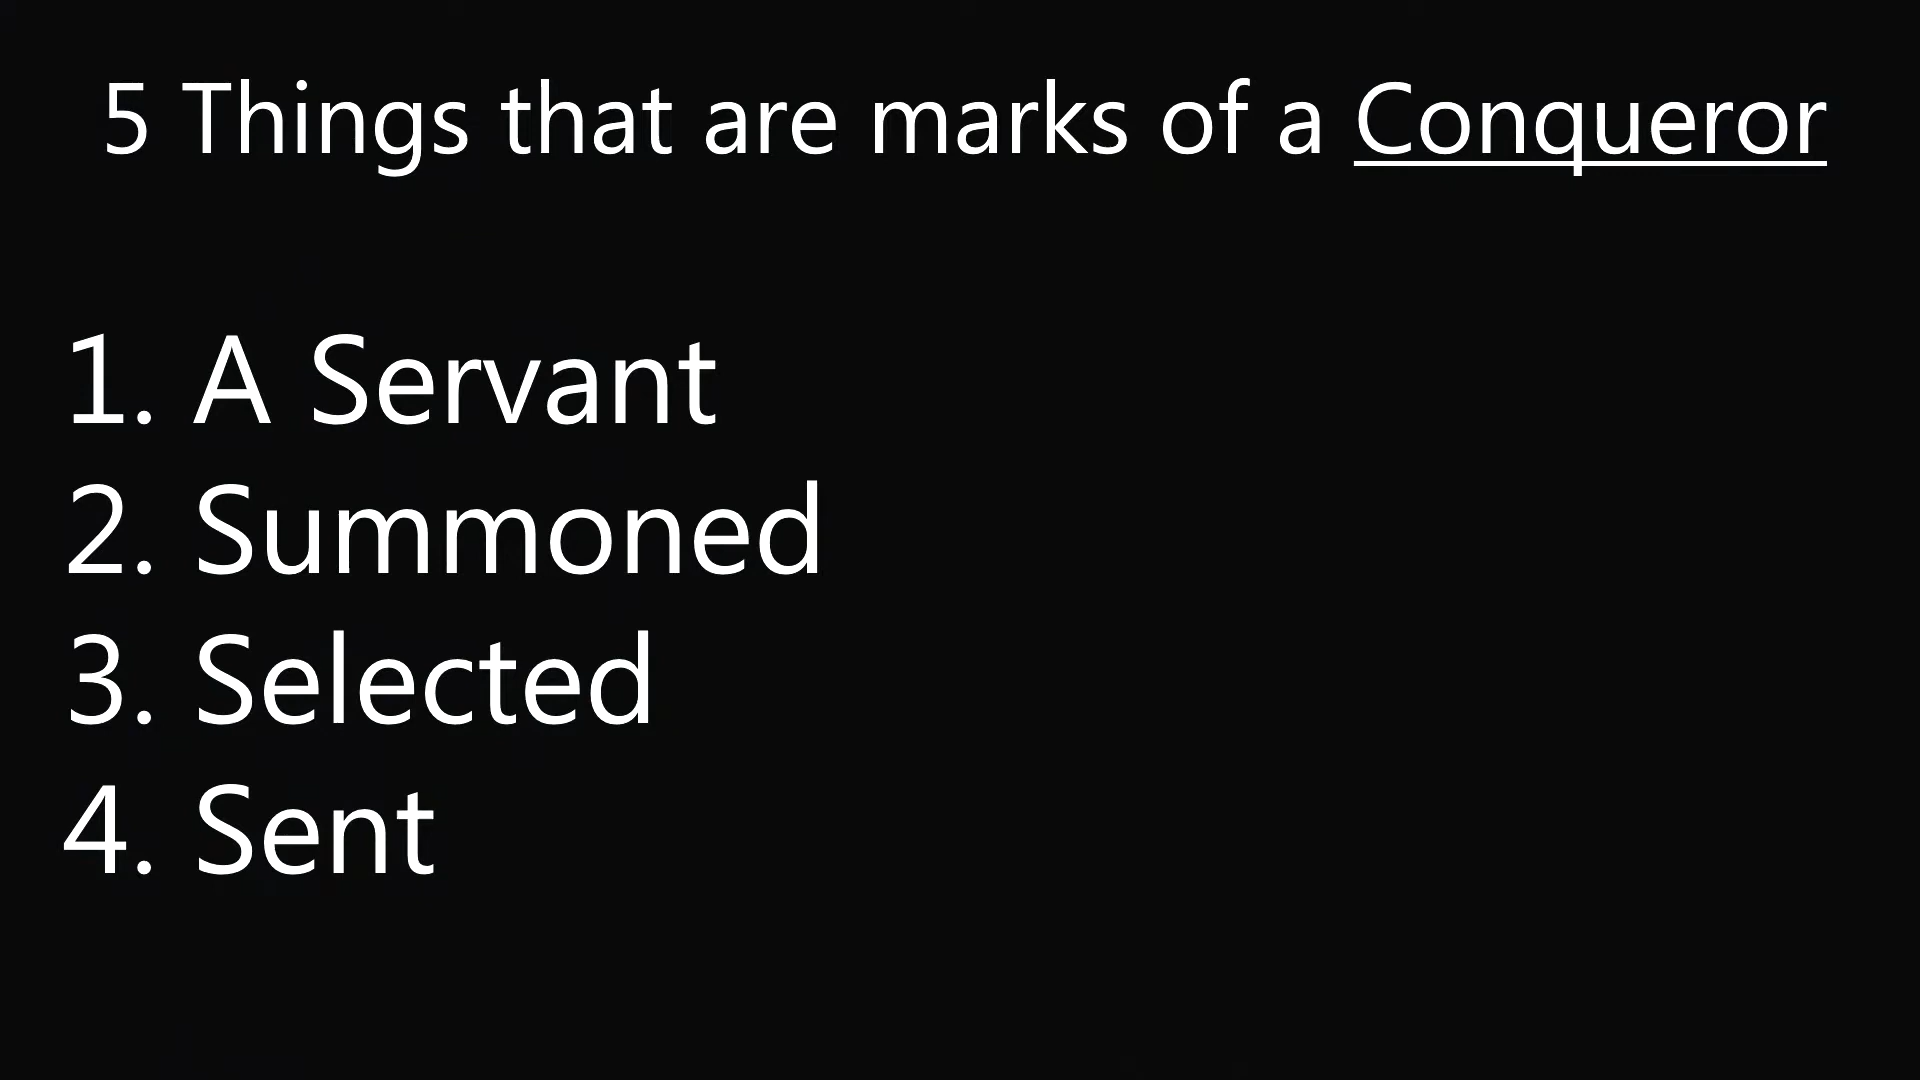 5 Things that are marks of a Conqueror
1. A Servant
2. Summoned
3. Selected
4. Sent